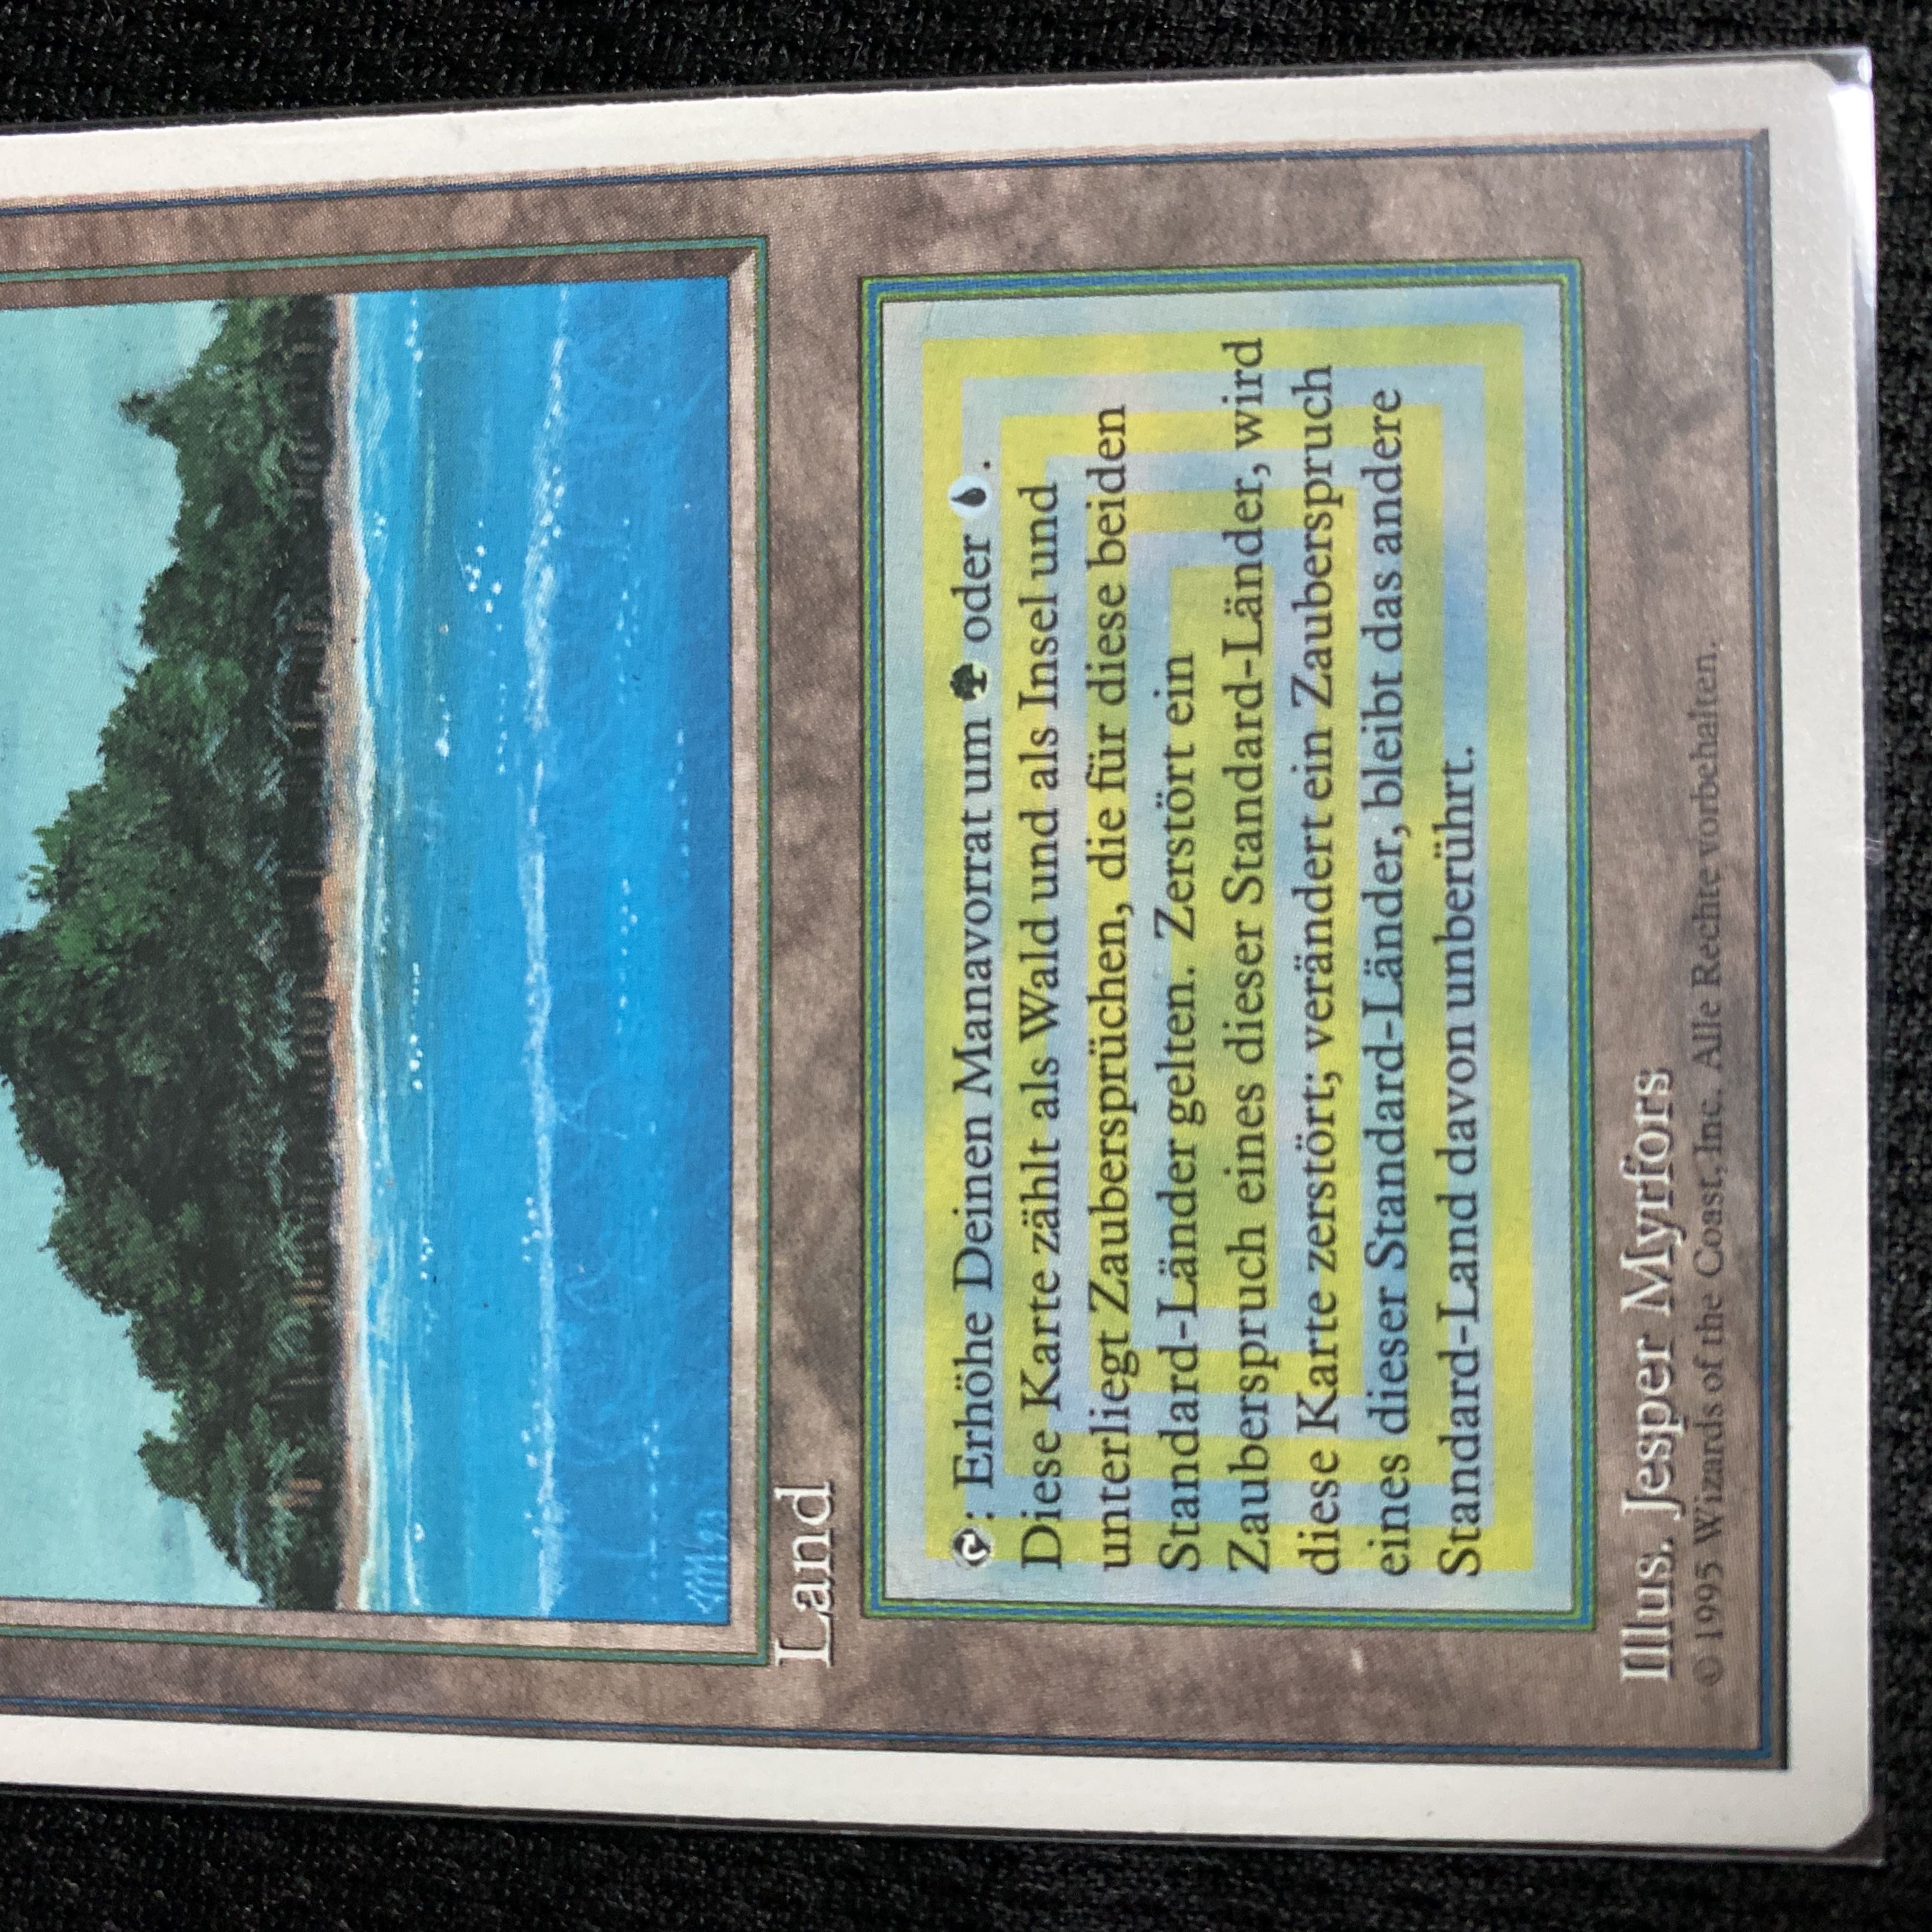 Land
: Erhöhe Deinen Manavorrat um oder .
Diese Karte zählt als Wald und als Insel und
unterliegt Zaubersprüchen, die für diese beiden
Standard-Länder gelten. Zerstört ein
Zauberspruch eines dieser Standard-Länder, wird
diese Karte zerstört; verändert ein Zauberspruch
eines dieser Standard-Länder, bleibt das andere
Standard-Land davon unberührt.
Illus. Jesper Myrfors
© 1995 Wizards of the Coast, Inc. Alle Rechte vorbehalten.